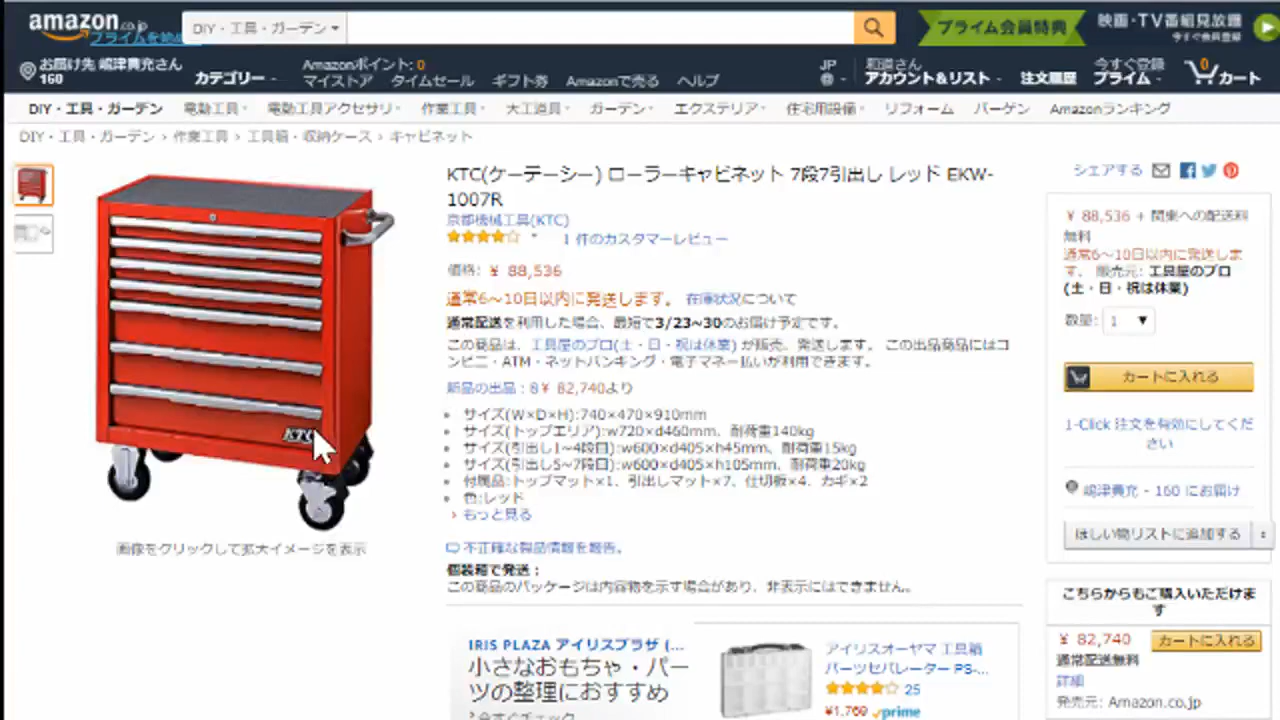 amazon.co.jp
プライムを始め
DIY・工具・ガーデン
プライム会員特典
映画・TV番組見放題
今すぐ会員登録
お届け先 嶋津貴充さん
160
カテゴリー
Amazonポイント: 0
マイストア タイムセール ギフト券 Amazonで売る ヘルプ
JP
アカウント&リスト
注文履歴
今すぐ登録
プライム
0
カート
DIY・工具・ガーデン 電動工具 電動工具アクセサリ 作業工具 大工道具 ガーデン エクステリア 住宅用設備 リフォーム バーゲン Amazonランキング
DIY・工具・ガーデン › 作業工具 › 工具箱・収納ケース › キャビネット
KTC(ケーテーシー) ローラーキャビネット 7段7引出し レッド EKW-
1007R
京都機械工具(KTC)
1 件のカスタマーレビュー
価格: ¥ 88,536
通常6～10日以内に発送します。 在庫状況について
通常配送を利用した場合、最短で3/23~30のお届け予定です。
この商品は、工具屋のプロ(土・日・祝は休業) が販売、発送します。 この出品商品にはコ
ンビニ・ATM・ネットバンキング・電子マネー払いが利用できます。
新品の出品：8¥ 82,740より
サイズ(W×D×H):740×470×910mm
サイズ(トップエリア):w720×d460mm、耐荷重140kg
サイズ(引出し1~4段目):w600×d405×h45mm、耐荷重15kg
サイズ(引出し5~7段目):w600×d405×h105mm、耐荷重20kg
付属品:トップマット×1、引出しマット×7、仕切板×4、カギ×2
色:レッド
› もっと見る
不正確な製品情報を報告。
個装箱で発送：
この商品のパッケージは内容物を示す場合があり、非表示にはできません。
KTC
画像をクリックして拡大イメージを表示
シェアする
¥ 88,536 + 関東への配送料
無料
通常6～10日以内に発送しま
す。 販売元: 工具屋のプロ
(土・日・祝は休業)
数量: 1
カートに入れる
1-Click 注文を有効にしてくだ
さい
嶋津貴充 - 160 にお届け
ほしい物リストに追加する
こちらからもご購入いただけま
す
¥ 82,740
カートに入れる
通常配送無料
詳細
発売元: Amazon.co.jp
IRIS PLAZA アイリスプラザ (...
小さなおもちゃ・パー
ツの整理におすすめ
今すぐチェック
アイリスオーヤマ 工具箱
パーツセパレーター PS-...
25
¥1,760 prime